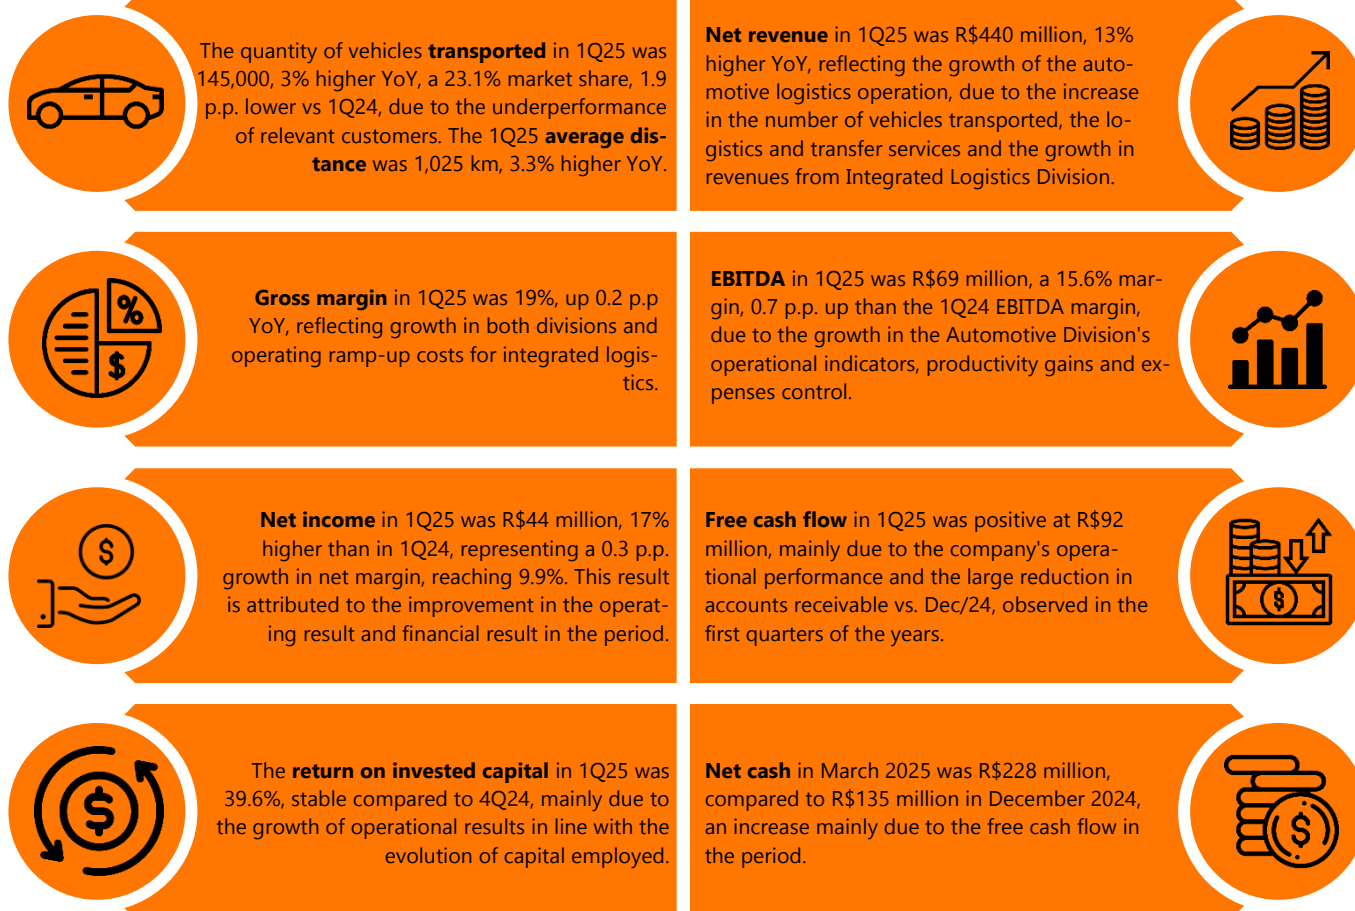 The quantity of vehicles transported in 1Q25 was
145,000, 3% higher YoY, a 23.1% market share, 1.9
p.p. lower vs 1Q24, due to the underperformance
of relevant customers. The 1Q25 average dis-
tance was 1,025 km, 3.3% higher YoY.
Net revenue in 1Q25 was R$440 million, 13%
higher YoY, reflecting the growth of the auto-
motive logistics operation, due to the increase
in the number of vehicles transported, the lo-
gistics and transfer services and the growth in
revenues from Integrated Logistics Division.
%
$
Gross margin in 1Q25 was 19%, up 0.2 p.p
YoY, reflecting growth in both divisions and
operating ramp-up costs for integrated logis-
tics.
EBITDA in 1Q25 was R$69 million, a 15.6% mar-
gin, 0.7 p.p. up than the 1Q24 EBITDA margin,
due to the growth in the Automotive Division's
operational indicators, productivity gains and ex-
penses control.
$
Net income in 1Q25 was R$44 million, 17%
higher than in 1Q24, representing a 0.3 p.p.
growth in net margin, reaching 9.9%. This result
is attributed to the improvement in the operat-
ing result and financial result in the period.
Free cash flow in 1Q25 was positive at R$92
million, mainly due to the company's opera-
tional performance and the large reduction in
accounts receivable vs. Dec/24, observed in the
first quarters of the years.
$
$
The return on invested capital in 1Q25 was
39.6%, stable compared to 4Q24, mainly due to
the growth of operational results in line with the
evolution of capital employed.
Net cash in March 2025 was R$228 million,
compared to R$135 million in December 2024,
an increase mainly due to the free cash flow in
the period.
$